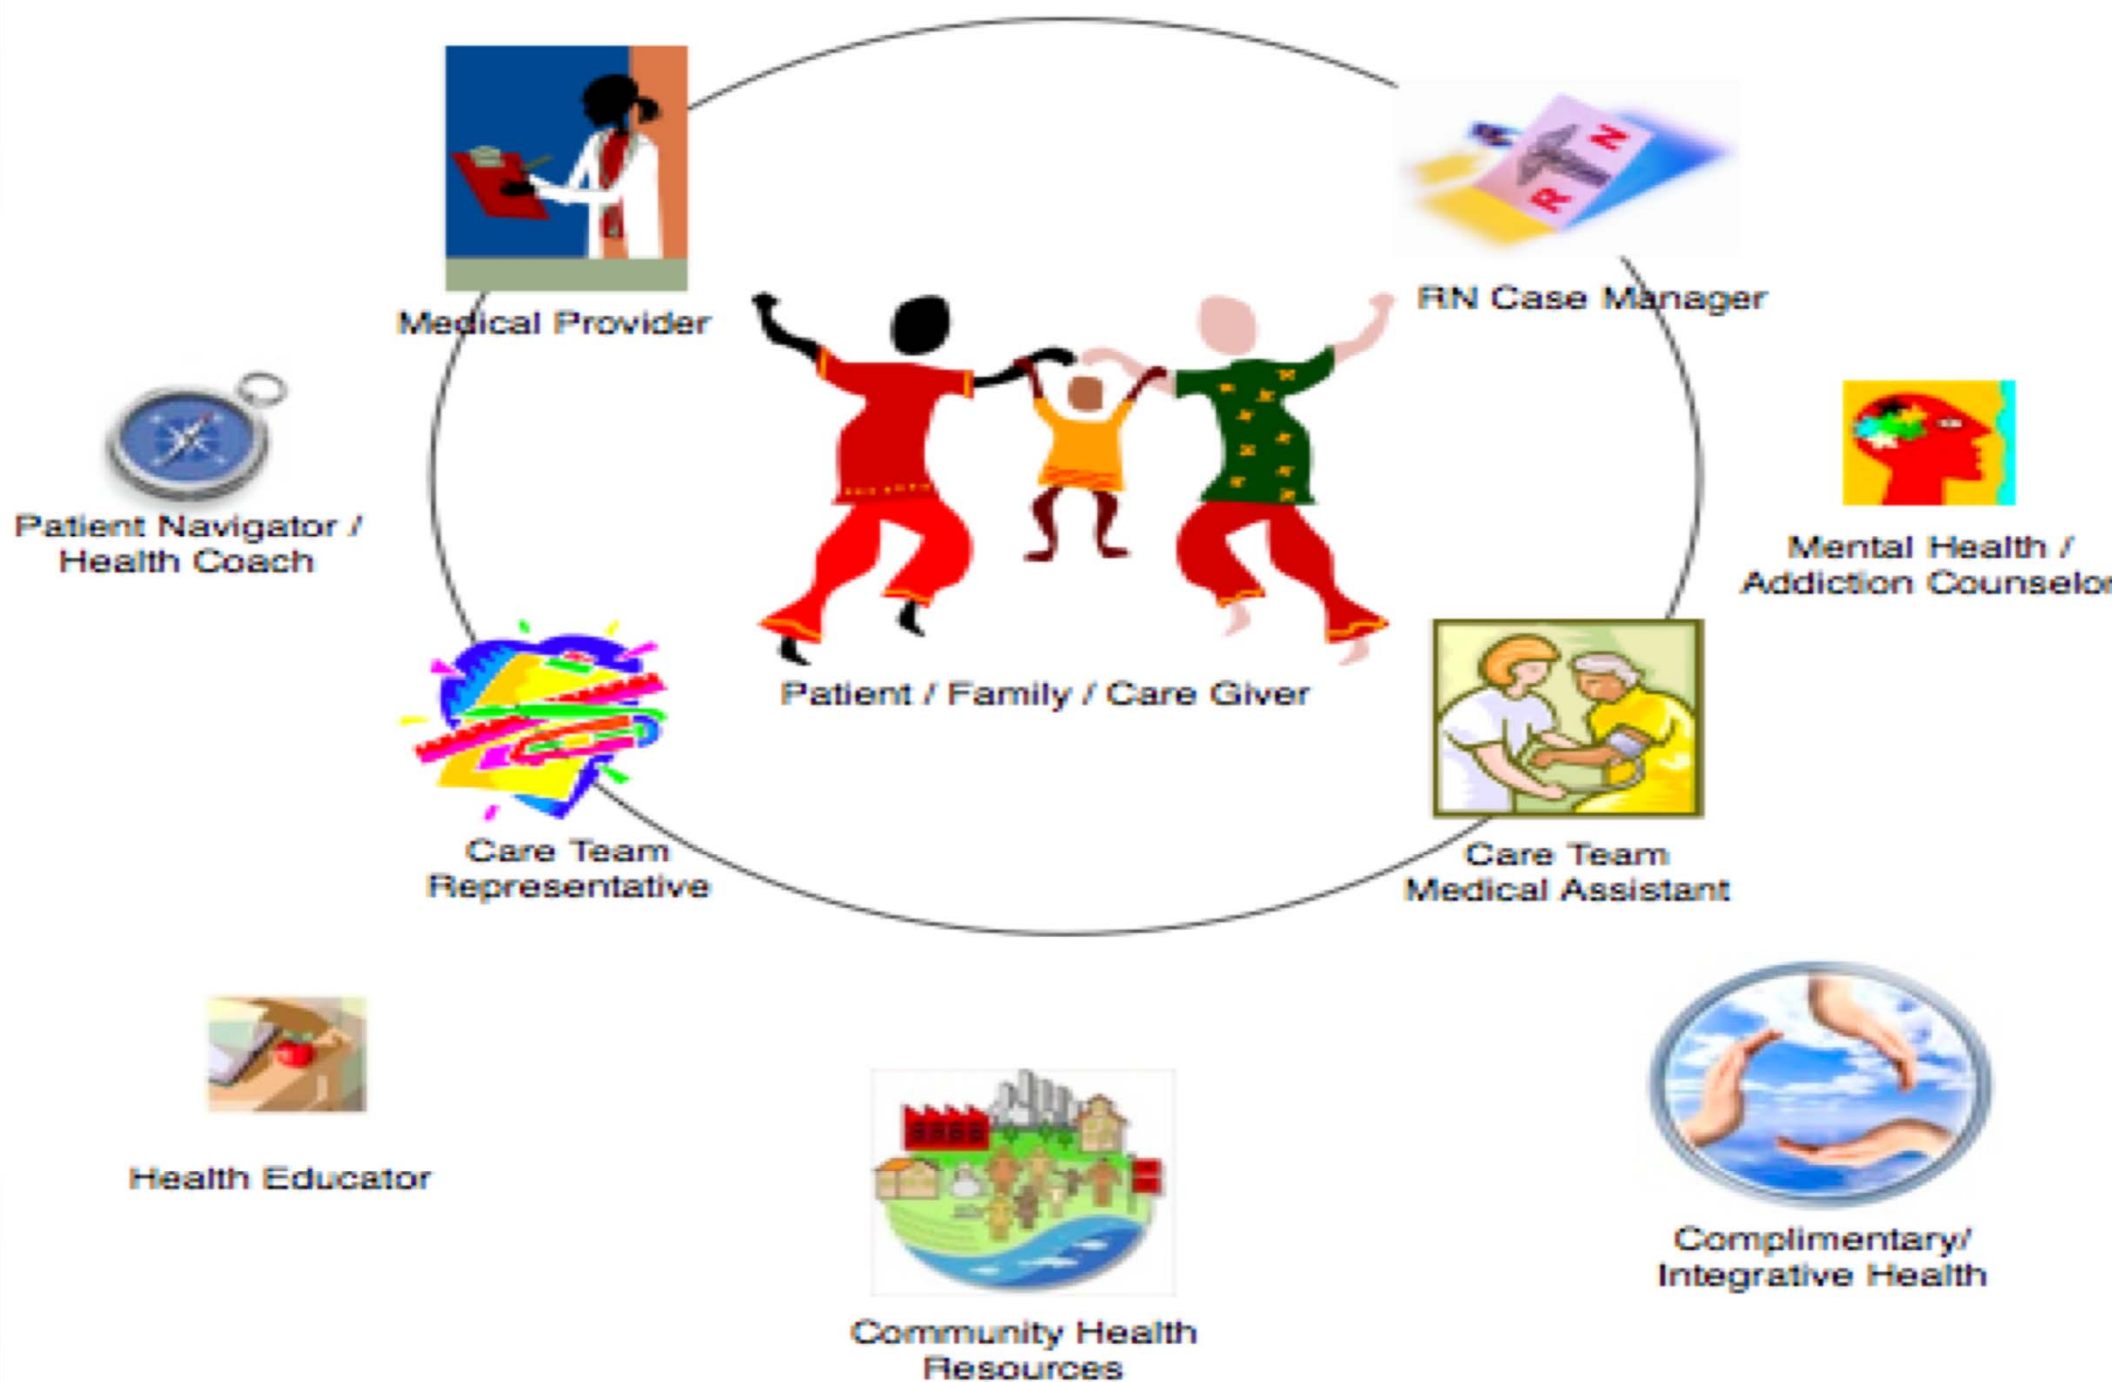 R N
Medical Provider
RN Case Manager
Patient Navigator /
Health Coach
Mental Health /
Addiction Counselor
Patient / Family / Care Giver
Care Team
Representative
Care Team
Medical Assistant
Health Educator
Complimentary/
Integrative Health
Community Health
Resources